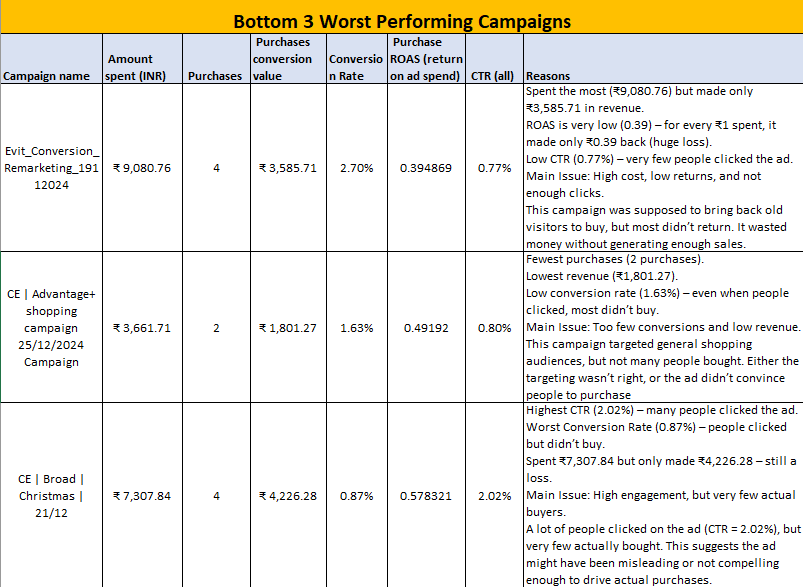 Bottom 3 Worst Performing Campaigns
Campaign name
Amount
spent (INR)
Purchases
Purchases
conversion
value
Conversio
n Rate
Purchase
ROAS (return
on ad spend)
CTR (all)
Reasons
Evit_Conversion_
Remarketing_191
12024
₹ 9,080.76
4
₹ 3,585.71
2.70%
0.394869
0.77%
Spent the most (₹9,080.76) but made only
₹3,585.71 in revenue.
ROAS is very low (0.39) – for every ₹1 spent, it
made only ₹0.39 back (huge loss).
Low CTR (0.77%) – very few people clicked the ad.
Main Issue: High cost, low returns, and not
enough clicks.
This campaign was supposed to bring back old
visitors to buy, but most didn’t return. It wasted
money without generating enough sales.
CE | Advantage+
shopping
campaign
25/12/2024
Campaign
₹ 3,661.71
2
₹ 1,801.27
1.63%
0.49192
0.80%
Fewest purchases (2 purchases).
Lowest revenue (₹1,801.27).
Low conversion rate (1.63%) – even when people
clicked, most didn’t buy.
Main Issue: Too few conversions and low revenue.
This campaign targeted general shopping
audiences, but not many people bought. Either the
targeting wasn’t right, or the ad didn’t convince
people to purchase
CE | Broad |
Christmas |
21/12
₹ 7,307.84
4
₹ 4,226.28
0.87%
0.578321
2.02%
Highest CTR (2.02%) – many people clicked the ad.
Worst Conversion Rate (0.87%) – people clicked
but didn’t buy.
Spent ₹7,307.84 but only made ₹4,226.28 – still a
loss.
Main Issue: High engagement, but very few actual
buyers.
A lot of people clicked on the ad (CTR = 2.02%), but
very few actually bought. This suggests the ad
might have been misleading or not compelling
enough to drive actual purchases.